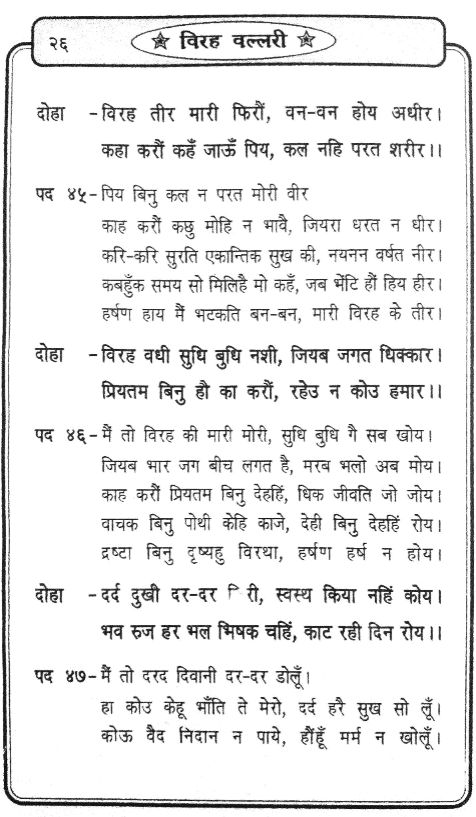 २६
विरह वल्लरी
दोहा - विरह तीर मारी फिरौं, वन-वन होय अधीर।
कहा करौं कहँ जाऊँ पिय, कल नहि परत शरीर।।
पद ४५- पिय बिनु कल न परत मोरी वीर
काह करौं कछु मोहि न भावै, जियरा धरत न धीर।
करि-करि सुरति एकान्तिक सुख की, नयनन वर्षत नीर।
कबहुँक समय सो मिलिहै मो कहँ, जब भेंटि हौं हिय हीर।
हर्षण हाय मैं भटकति बन-बन, मारी विरह के तीर।
दोहा - विरह वधी सुधि बुधि नशी, जियब जगत धिक्कार।
प्रियतम बिनु हौ का करौं, रहेउ न कोउ हमार।।
पद ४६- मैं तो विरह की मारी मोरी, सुधि बुधि गै सब खोय।
जियब भार जग बीच लगत है, मरब भलो अब मोय।
काह करौं प्रियतम बिनु देहहिं, धिक जीवति जो जोय।
वाचक बिनु पोथी केहि काजे, देही बिनु देहहिं रोय।
द्रष्टा बिनु दृष्यहु विरथा, हर्षण हर्ष न होय।
दोहा - दर्द दुखी दर-दर री, स्वस्थ किया नहिं कोय।
भव रुज हर भल भिषक चहिं, काट रही दिन रोय।।
पद ४७- मैं तो दरद दिवानी दर-दर डोलूँ।
हा कोउ केहू भाँति ते मेरो, दर्द हरै सुख सो लूँ।
कोऊ वैद निदान न पाये, हौंहूँ मर्म न खोलूँ।